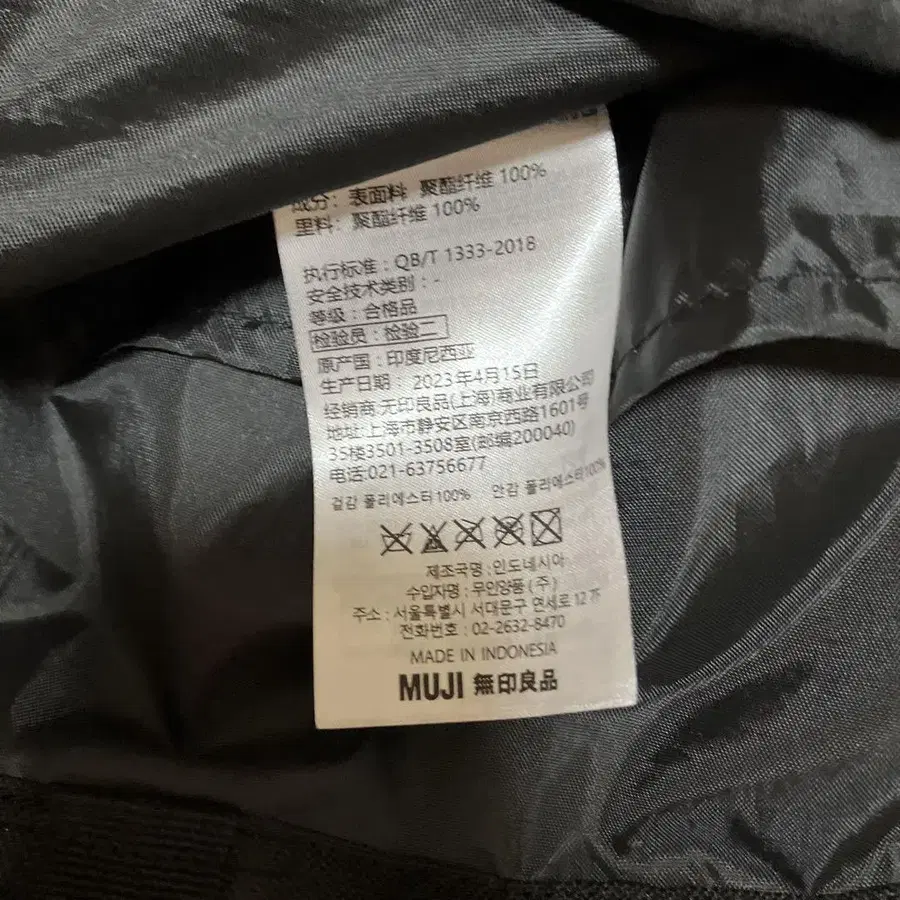 成分：表面料 聚酯纤维 100%
里料：聚酯纤维 100%
执行标准：QB/T 1333-2018
安全技术类别：-
等级：合格品
检验员：检验二
原产国：印度尼西亚
生产日期： 2023年4月15日
经销商:无印良品(上海)商业有限公司
地址:上海市静安区南京西路1601号
35楼3501-3508室(邮编200040)
电话:021-63756677
겉감 폴리에스터100% 안감 폴리에스터100%
제조국명:인도네시아
수입자명:무인양품(주)
주소:서울특별시 서대문구 연세로12가
전화번호:02-2632-8470
MADE IN INDONESIA
MUJI 無印良品